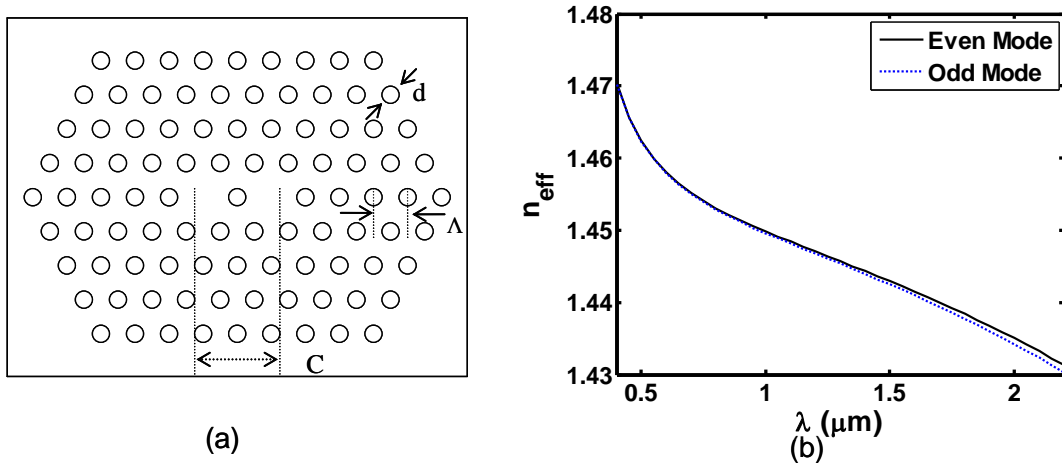 d
Λ
C
(a)
1.48
1.47
1.46
1.45
1.44
1.43
n_eff
Even Mode
Odd Mode
0.5 1 1.5 2
λ (μm)
(b)